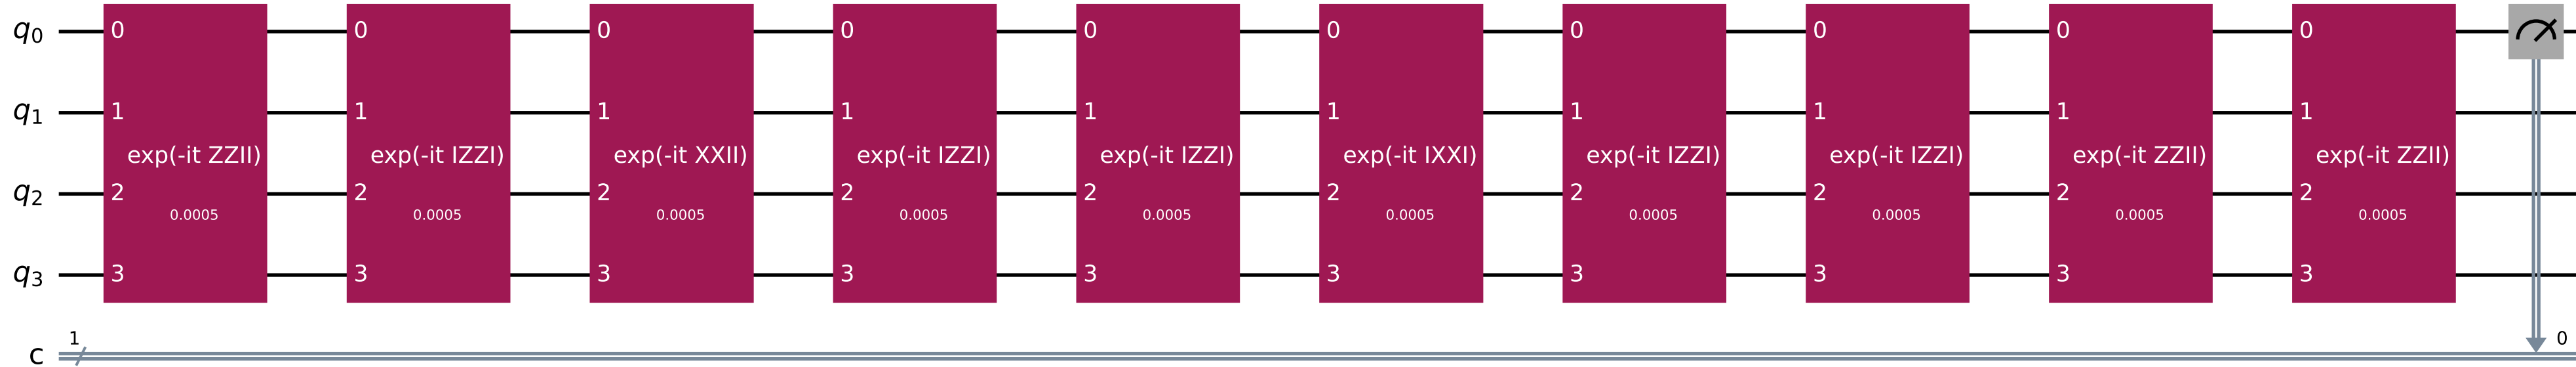 q0 0 0 0 0 0 0 0 0 0 0
q1 1 1 1 1 1 1 1 1 1 1
exp(-it ZZII) exp(-it IZZI) exp(-it XXII) exp(-it IZZI) exp(-it IZZI) exp(-it IXXI) exp(-it IZZI) exp(-it IZZI) exp(-it ZZII) exp(-it ZZII)
q2 2 2 2 2 2 2 2 2 2 2
0.0005 0.0005 0.0005 0.0005 0.0005 0.0005 0.0005 0.0005 0.0005 0.0005
q3 3 3 3 3 3 3 3 3 3 3
1 0
c